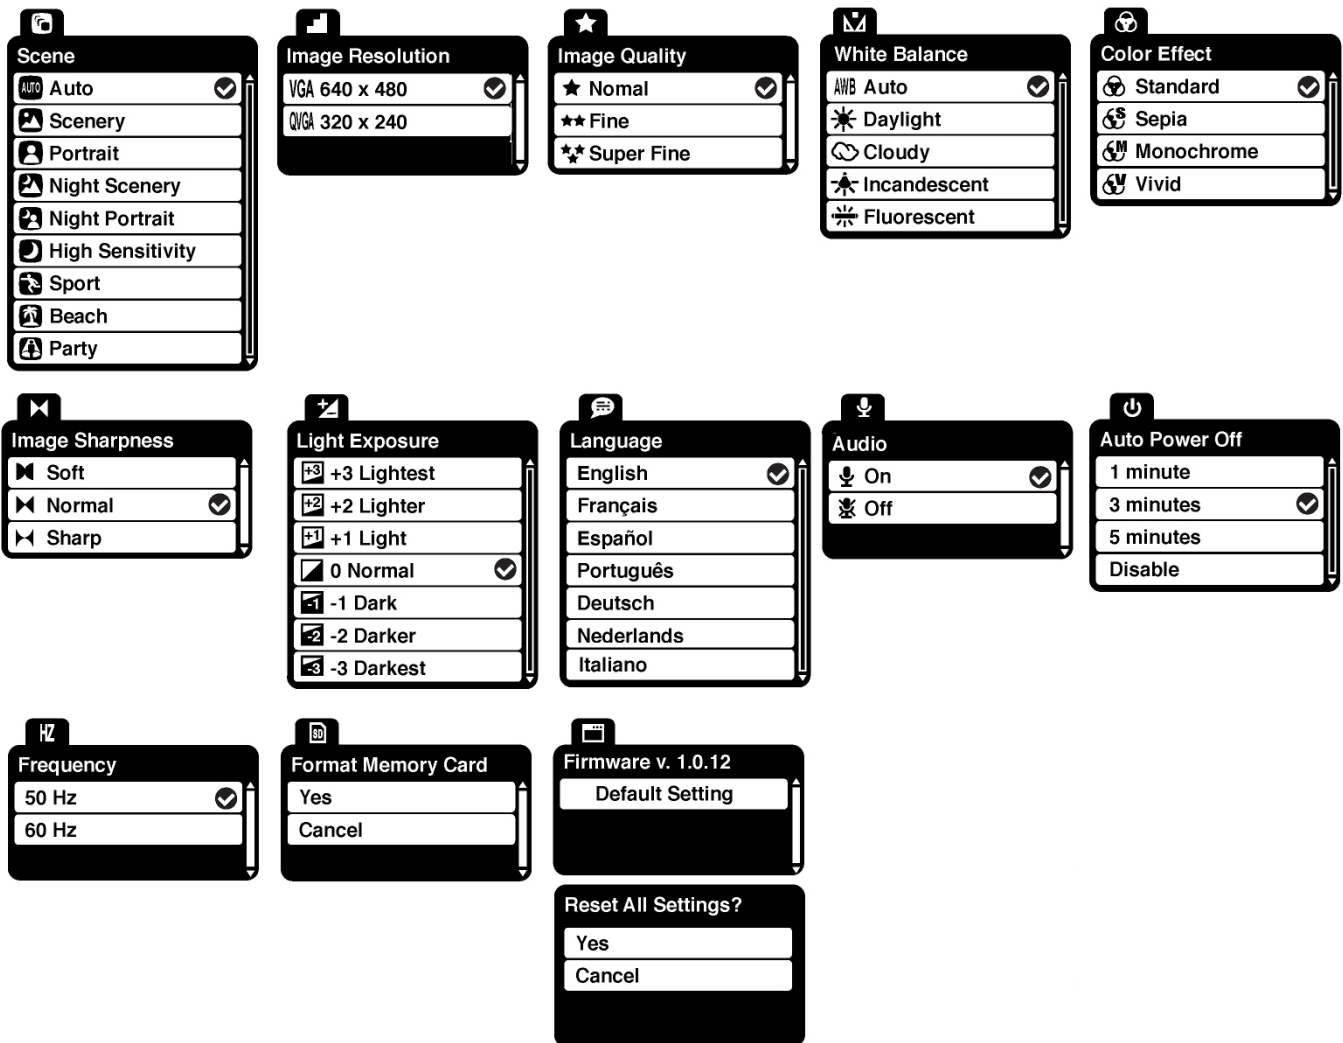 Scene
AUTO Auto
Scenery
Portrait
Night Scenery
Night Portrait
High Sensitivity
Sport
Beach
Party
Image Resolution
VGA 640 x 480
QVGA 320 x 240
Image Quality
Nomal
Fine
Super Fine
White Balance
AWB Auto
Daylight
Cloudy
Incandescent
Fluorescent
Color Effect
Standard
S Sepia
M Monochrome
V Vivid
Image Sharpness
Soft
Normal
Sharp
Light Exposure
+3 +3 Lightest
+2 +2 Lighter
+1 +1 Light
0 Normal
-1 -1 Dark
-2 -2 Darker
-3 -3 Darkest
Language
English
Français
Español
Português
Deutsch
Nederlands
Italiano
Audio
On
Off
Auto Power Off
1 minute
3 minutes
5 minutes
Disable
HZ
Frequency
50 Hz
60 Hz
SD
Format Memory Card
Yes
Cancel
Firmware v. 1.0.12
Default Setting
Reset All Settings?
Yes
Cancel